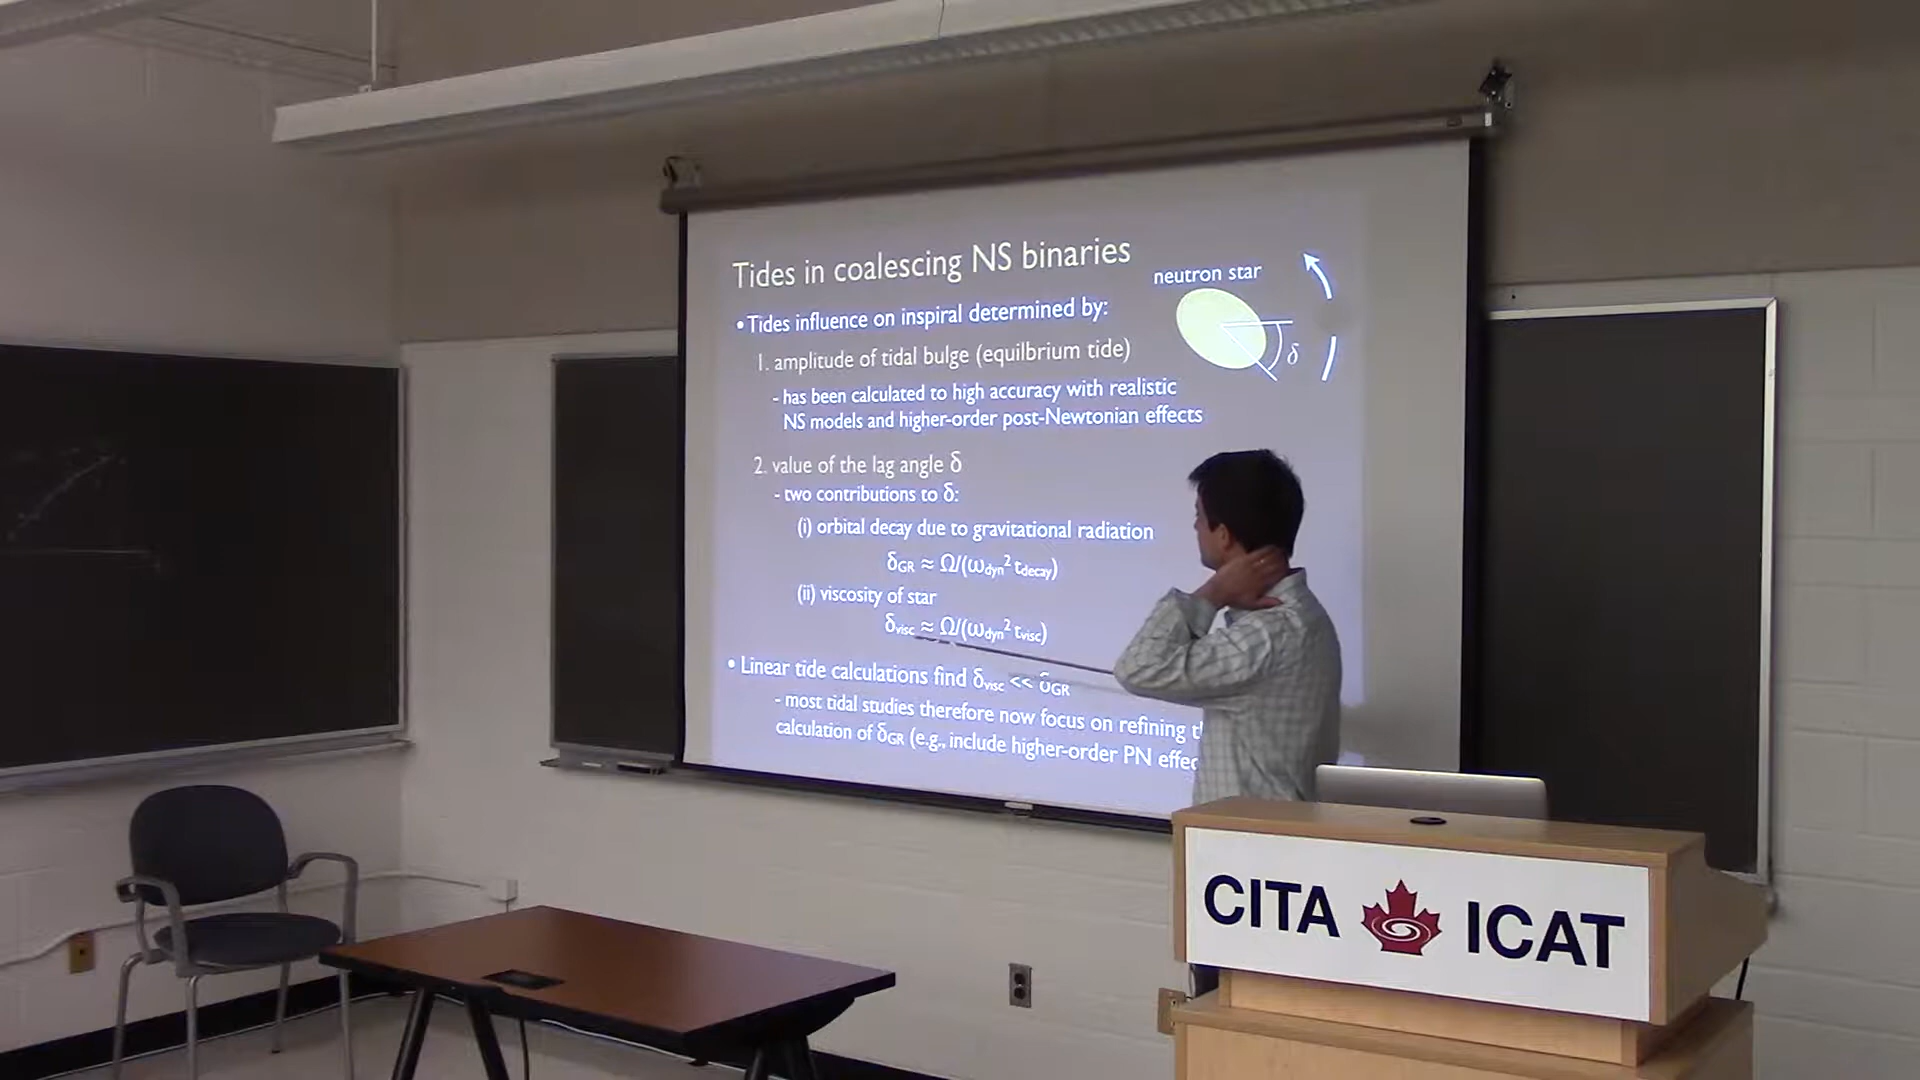 Tides in coalescing NS binaries
neutron star
• Tides influence on inspiral determined by:
1. amplitude of tidal bulge (equilbrium tide)
- has been calculated to high accuracy with realistic
NS models and higher-order post-Newtonian effects
δ
2. value of the lag angle δ
- two contributions to δ:
(i) orbital decay due to gravitational radiation
δGR ≈ Ω/(ωdyn² tdecay)
(ii) viscosity of star
δvisc ≈ Ω/(ωdyn² tvisc)
• Linear tide calculations find δvisc << δGR
- most tidal studies therefore now focus on refining
calculation of δGR (e.g., include higher-order PN
CITA ICAT